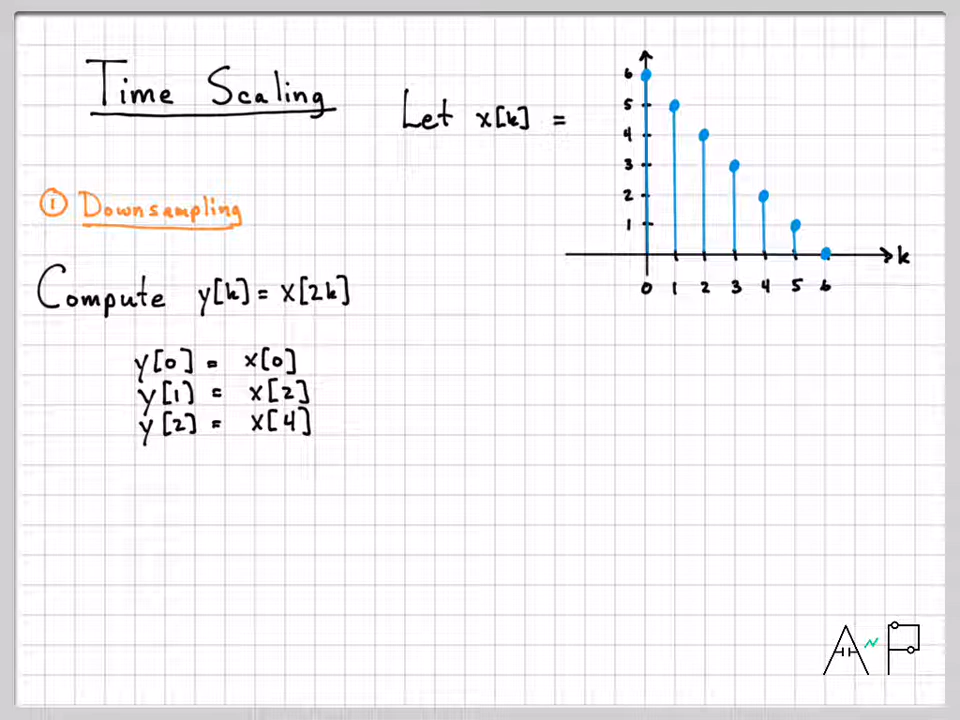 Time Scaling
Let x[k] =
6
5
4
3
2
1
k
0 1 2 3 4 5 6
① Downsampling
Compute y[k] = x[2k]
y[0] = x[0]
y[1] = x[2]
y[2] = x[4]